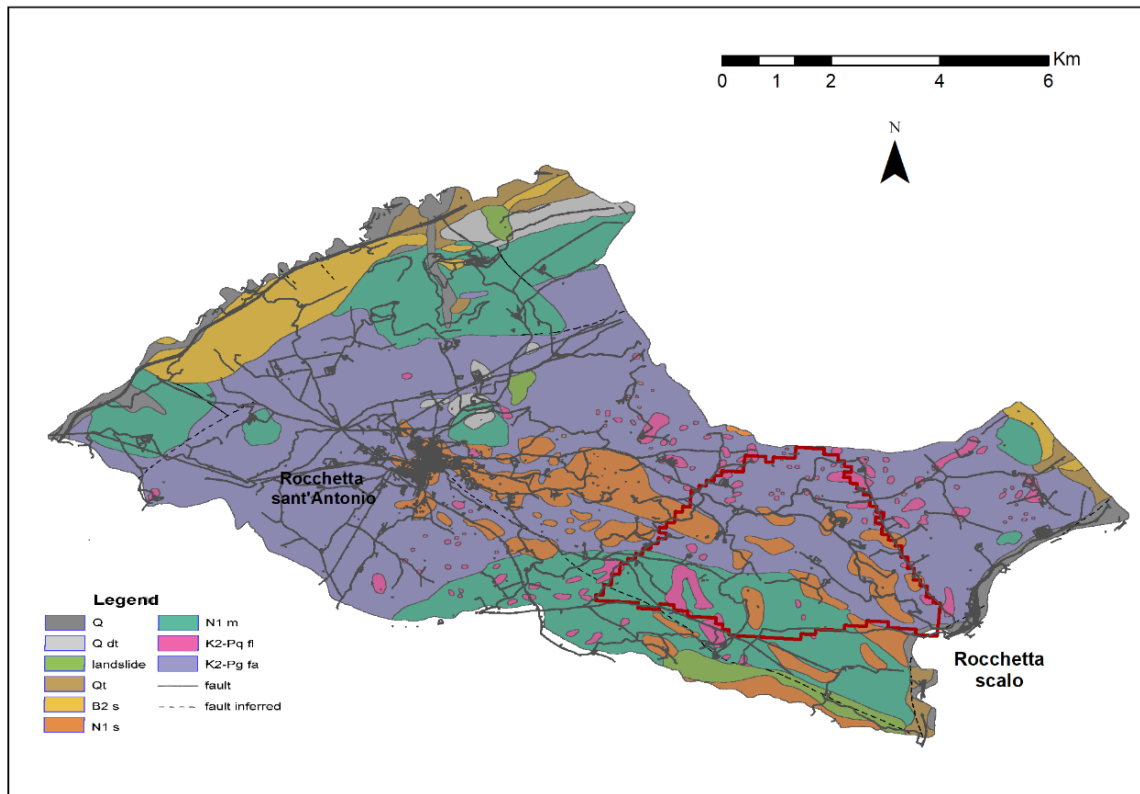 Km
0 1 2 4 6
N
Rocchetta
sant'Antonio
Rocchetta
scalo
Legend
Q
Q dt
landslide
Qt
B2 s
N1 s
N1 m
K2-Pq fl
K2-Pg fa
fault
fault inferred